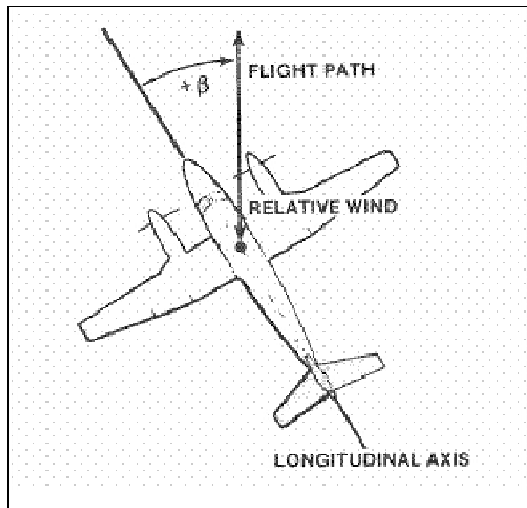 FLIGHT PATH
+ β
RELATIVE WIND
LONGITUDINAL AXIS